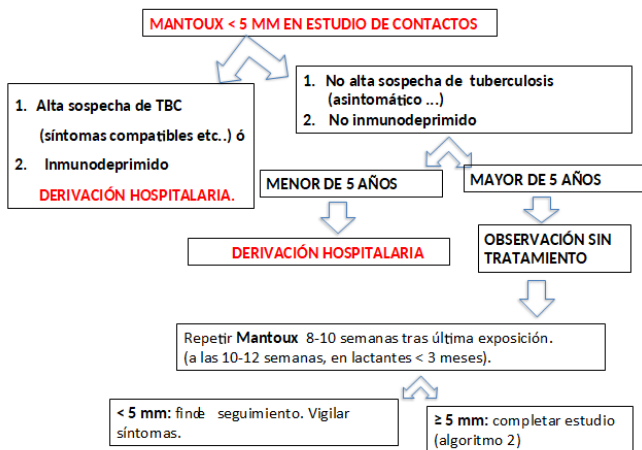 MANTOUX < 5 MM EN ESTUDIO DE CONTACTOS
1. Alta sospecha de TBC
(síntomas compatibles etc..) ó
2. Inmunodeprimido
DERIVACIÓN HOSPITALARIA.
1. No alta sospecha de tuberculosis
(asintomático ...)
2. No inmunodeprimido
MENOR DE 5 AÑOS
MAYOR DE 5 AÑOS
DERIVACIÓN HOSPITALARIA
OBSERVACIÓN SIN
TRATAMIENTO
Repetir Mantoux 8-10 semanas tras última exposición.
(a las 10-12 semanas, en lactantes < 3 meses).
< 5 mm: finde seguimiento. Vigilar
síntomas.
≥ 5 mm: completar estudio
(algoritmo 2)